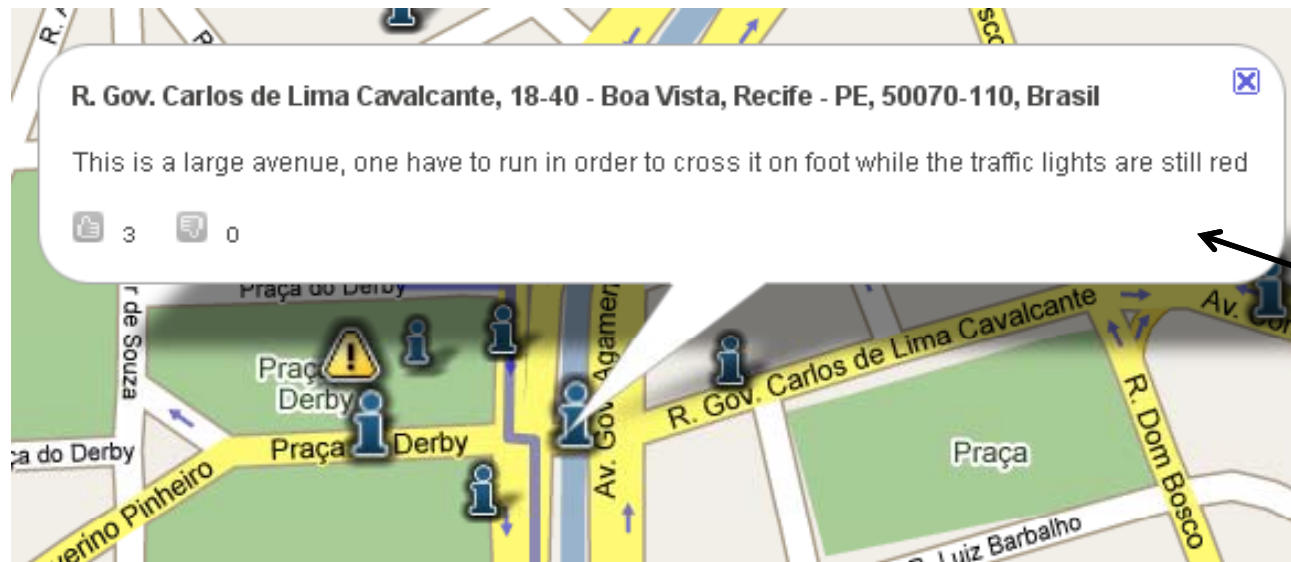 R. Gov. Carlos de Lima Cavalcante, 18-40 - Boa Vista, Recife - PE, 50070-110, Brasil
This is a large avenue, one have to run in order to cross it on foot while the traffic lights are still red
3 0
Praça do Derby
de Souza
Praça
Derby
Praça Derby
do Derby
Pinheiro
Av. Gov. Agamen
R. Gov. Carlos de Lima Cavalcante
Av.
R. Dom Bosco
Praça
R. Luiz Barbalho